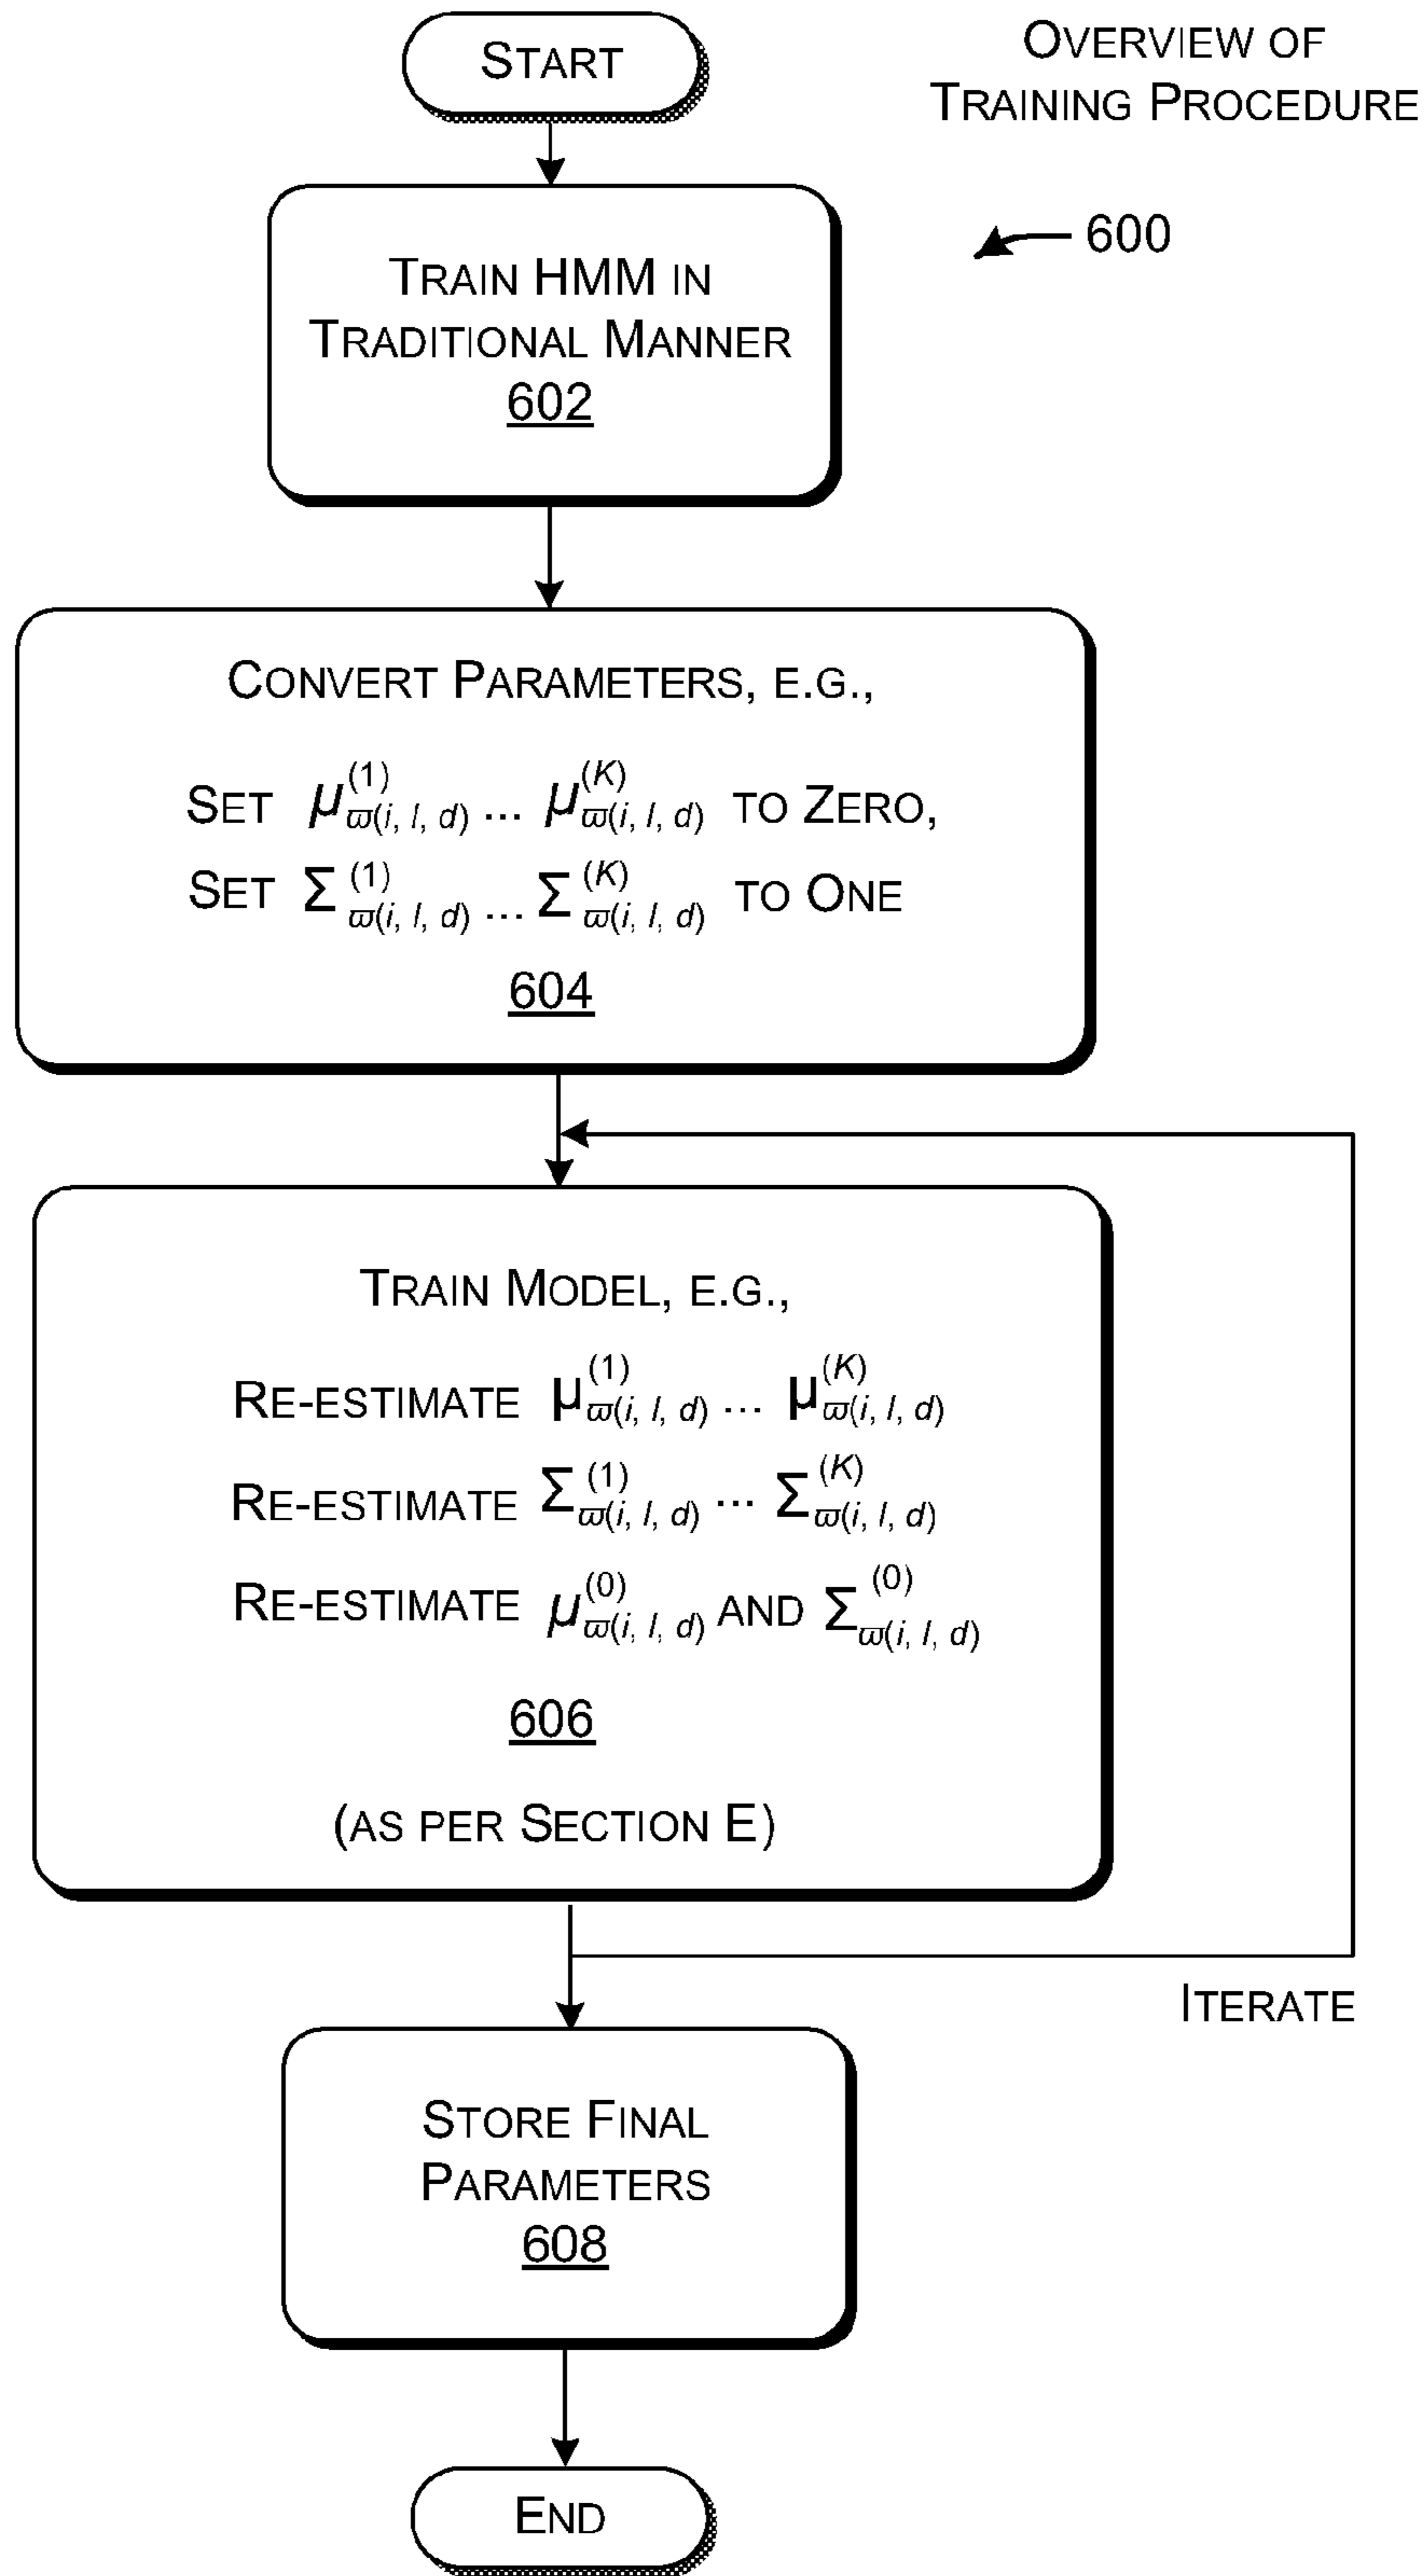 START
OVERVIEW OF
TRAINING PROCEDURE
600
TRAIN HMM IN
TRADITIONAL MANNER
602
CONVERT PARAMETERS, E.G.,
SET μ^{(1)}_{ϖ(i, l, d)} ... μ^{(K)}_{ϖ(i, l, d)} TO ZERO,
SET Σ^{(1)}_{ϖ(i, l, d)} ... Σ^{(K)}_{ϖ(i, l, d)} TO ONE
604
TRAIN MODEL, E.G.,
RE-ESTIMATE μ^{(1)}_{ϖ(i, l, d)} ... μ^{(K)}_{ϖ(i, l, d)}
RE-ESTIMATE Σ^{(1)}_{ϖ(i, l, d)} ... Σ^{(K)}_{ϖ(i, l, d)}
RE-ESTIMATE μ^{(0)}_{ϖ(i, l, d)} AND Σ^{(0)}_{ϖ(i, l, d)}
606
(AS PER SECTION E)
ITERATE
STORE FINAL
PARAMETERS
608
END